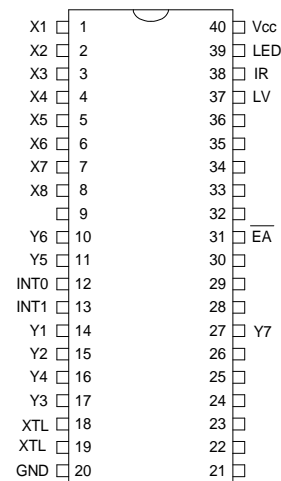 X1 1 40 Vcc
X2 2 39 LED
X3 3 38 IR
X4 4 37 LV
X5 5 36
X6 6 35
X7 7 34
X8 8 33
9 32
Y6 10 31 EA
Y5 11 30
INT0 12 29
INT1 13 28
Y1 14 27 Y7
Y2 15 26
Y4 16 25
Y3 17 24
XTL 18 23
XTL 19 22
GND 20 21